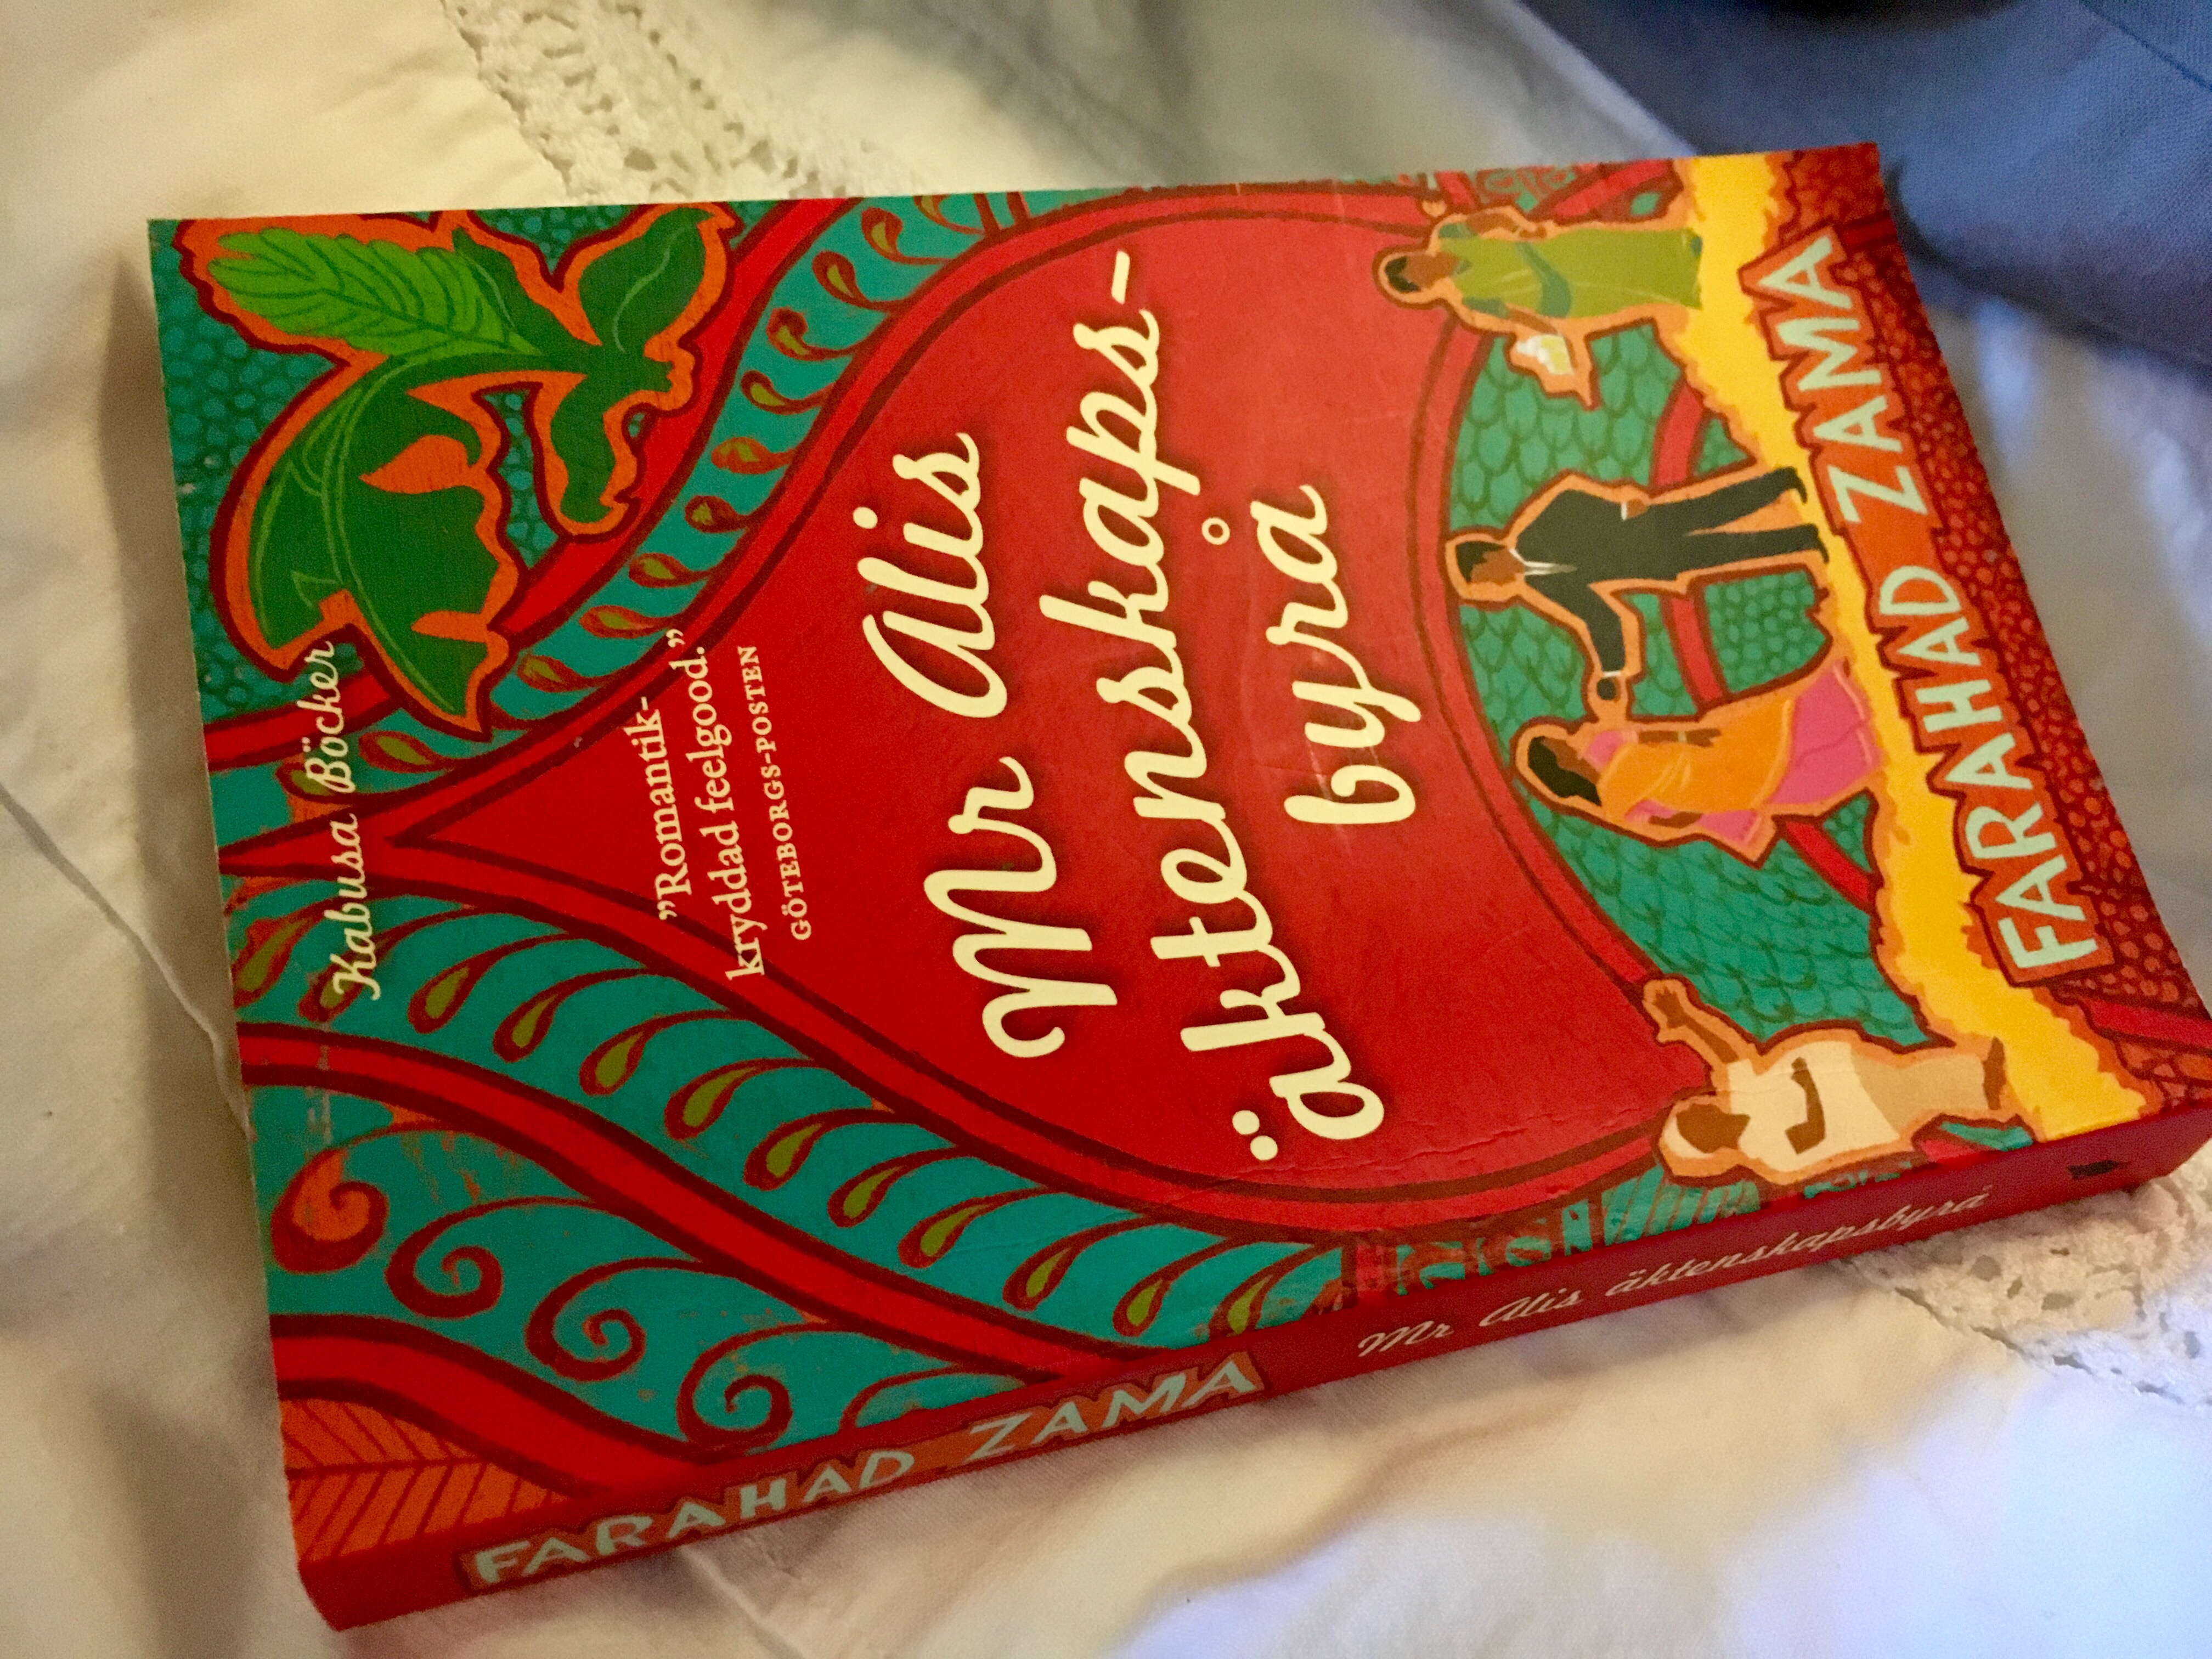 Kabusa Böcker
”Romantik-
kryddad feelgood.”
GÖTEBORGS-POSTEN
Mr Alis
äktenskaps-
byrå
FARAHAD ZAMA
FARAHAD ZAMA Mr Alis äktenskapsbyrå